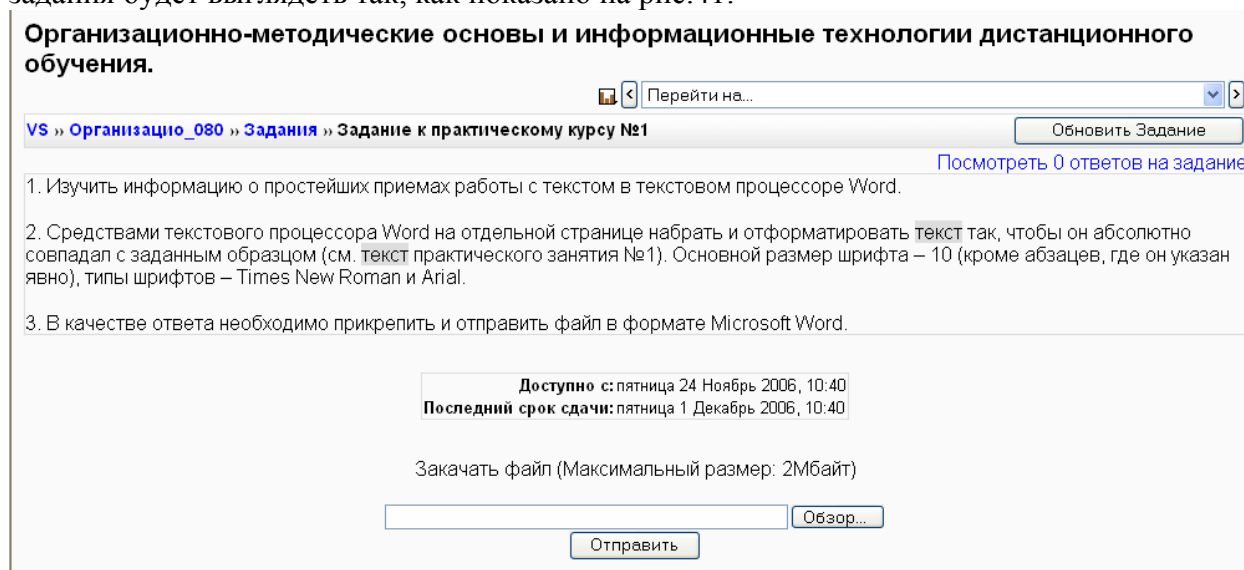 задания будет выглядеть так, как показано на рис.41.
Организационно-методические основы и информационные технологии дистанционного
обучения.
Перейти на...
VS » Организацио_080 » Задания » Задание к практическому курсу №1
Обновить Задание
Посмотреть 0 ответов на задание
1. Изучить информацию о простейших приемах работы с текстом в текстовом процессоре Word.
2. Средствами текстового процессора Word на отдельной странице набрать и отформатировать текст так, чтобы он абсолютно
совпадал с заданным образцом (см. текст практического занятия №1). Основной размер шрифта – 10 (кроме абзацев, где он указан
явно), типы шрифтов – Times New Roman и Arial.
3. В качестве ответа необходимо прикрепить и отправить файл в формате Microsoft Word.
Доступно с: пятница 24 Ноябрь 2006, 10:40
Последний срок сдачи: пятница 1 Декабрь 2006, 10:40
Закачать файл (Максимальный размер: 2Мбайт)
Обзор...
Отправить